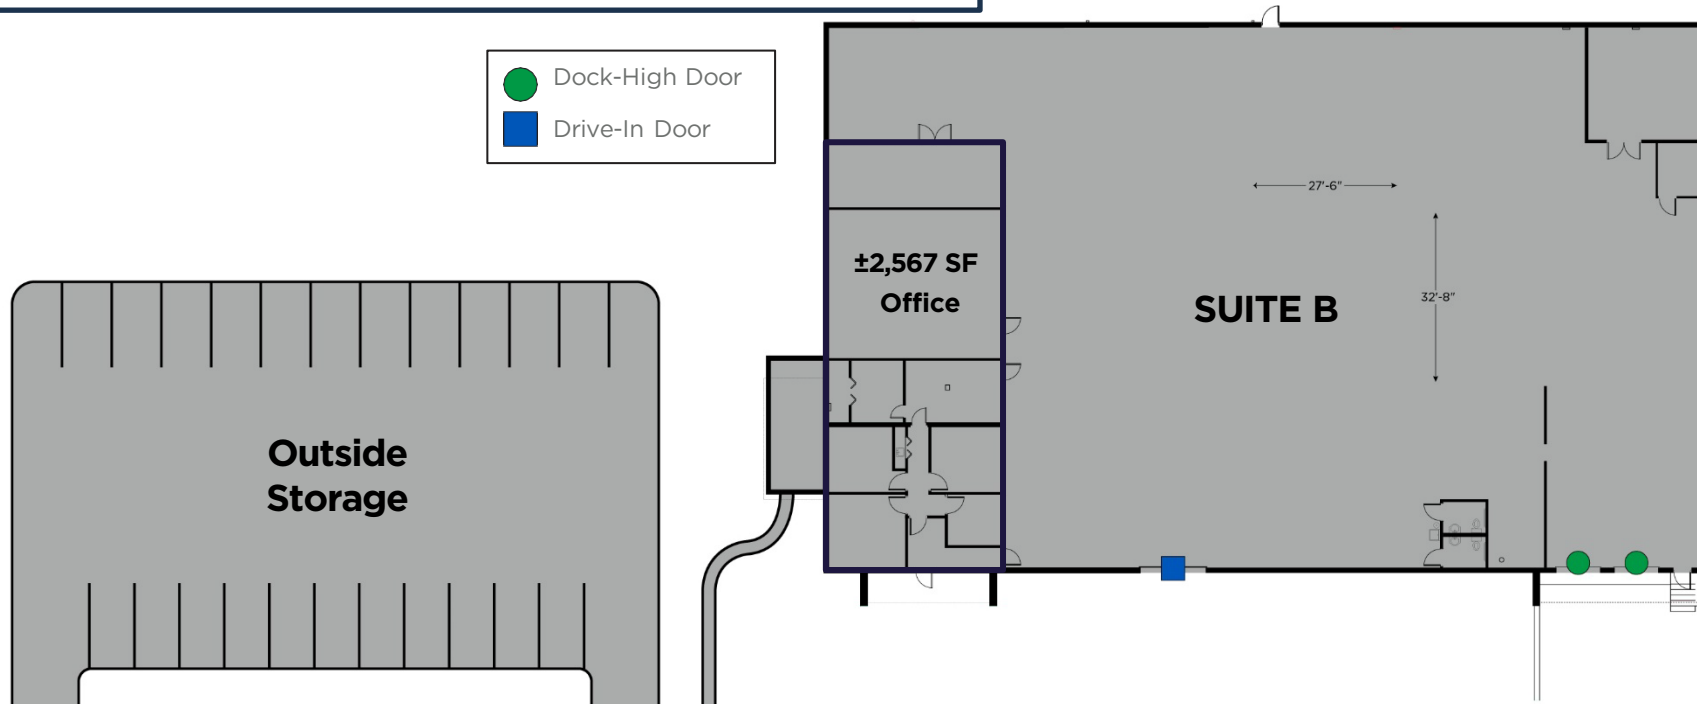 Dock-High Door
Drive-In Door
27'-6"
±2,567 SF
Office
SUITE B
32'-8"
Outside
Storage